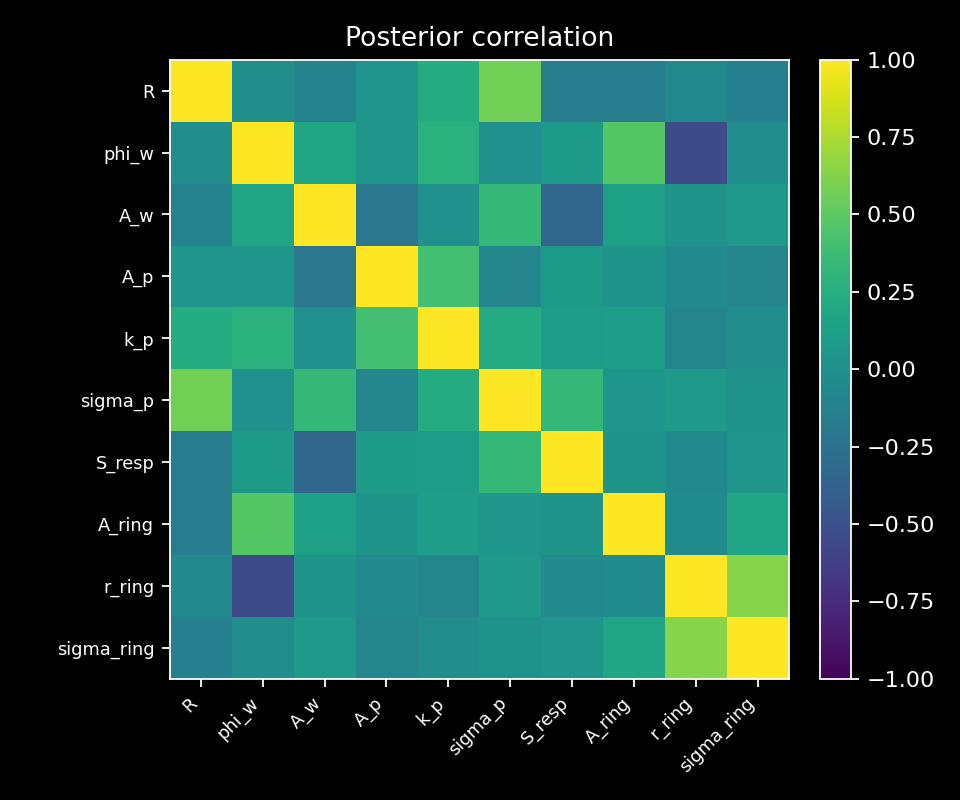 Posterior correlation
R
phi_w
A_w
A_p
k_p
sigma_p
S_resp
A_ring
r_ring
sigma_ring
R
phi_w
A_w
A_p
k_p
sigma_p
S_resp
A_ring
r_ring
sigma_ring
1.00
0.75
0.50
0.25
0.00
−0.25
−0.50
−0.75
−1.00